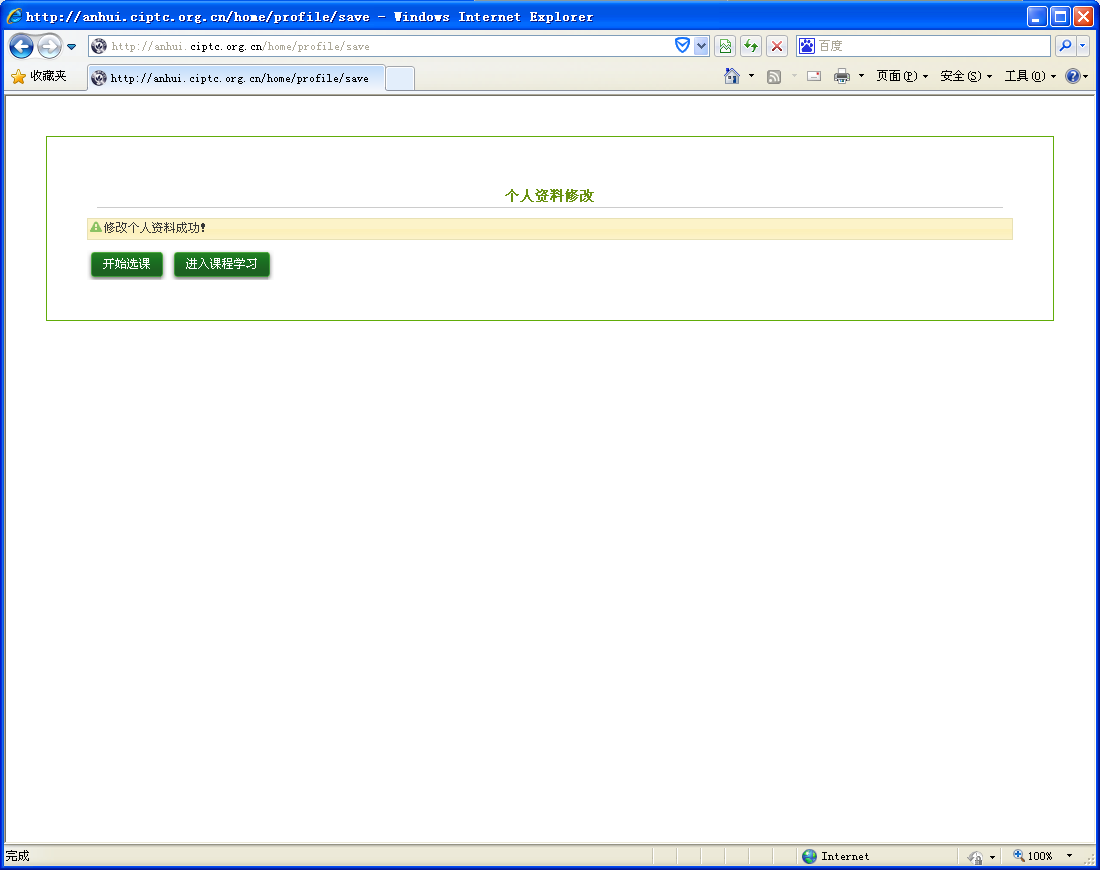 http://anhui.ciptc.org.cn/home/profile/save - Windows Internet Explorer
http://anhui.ciptc.org.cn/home/profile/save
百度
收藏夹
http://anhui.ciptc.org.cn/home/profile/save
页面(P)
安全(S)
工具(O)
个人资料修改
修改个人资料成功!
开始选课
进入课程学习
完成
Internet
100%